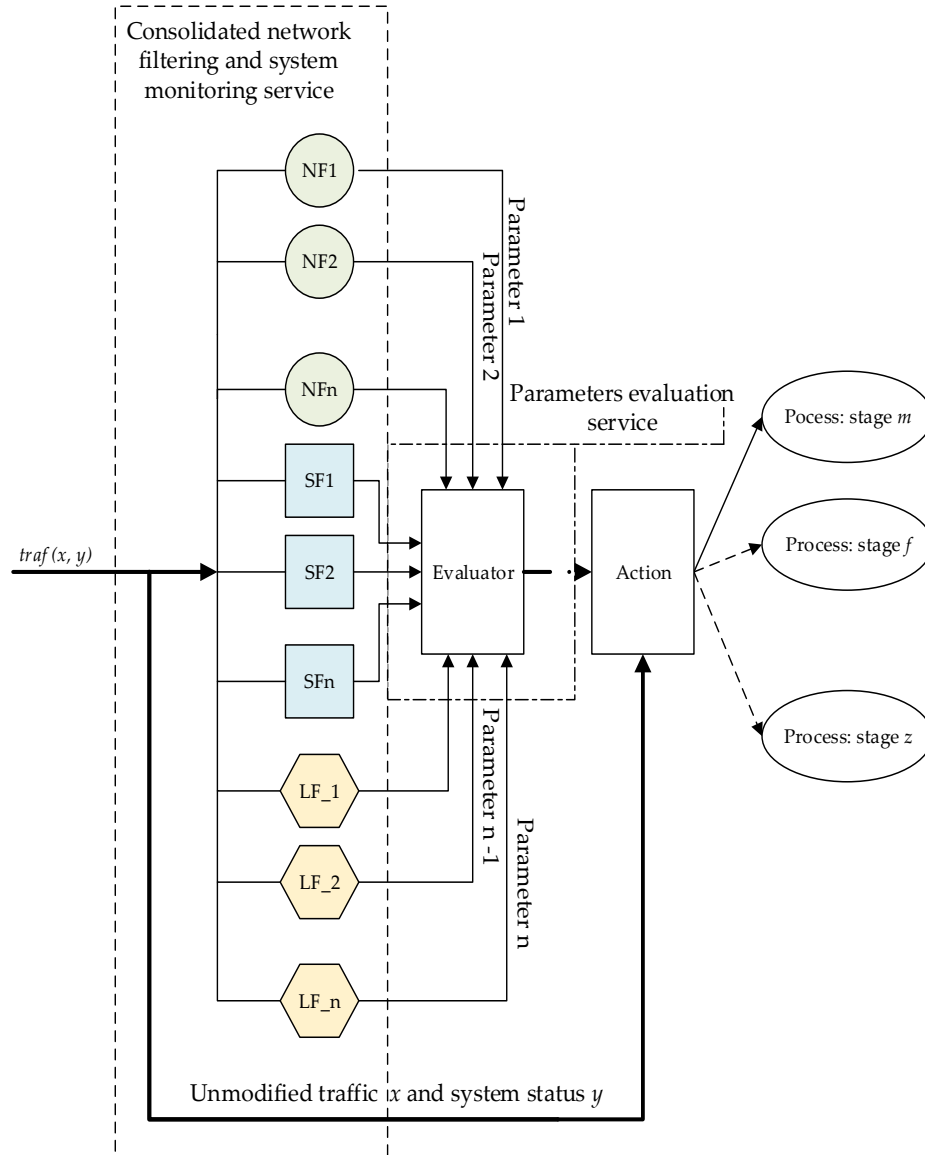 Consolidated network
filtering and system
monitoring service
NF1
NF2
NFn
SF1
SF2
SFn
LF_1
LF_2
LF_n
traf(x, y)
Parameter 1
Parameter 2
Parameters evaluation
service
Evaluator
Action
Pocess: stage m
Process: stage f
Process: stage z
Parameter n -1
Parameter n
Unmodified traffic x and system status y